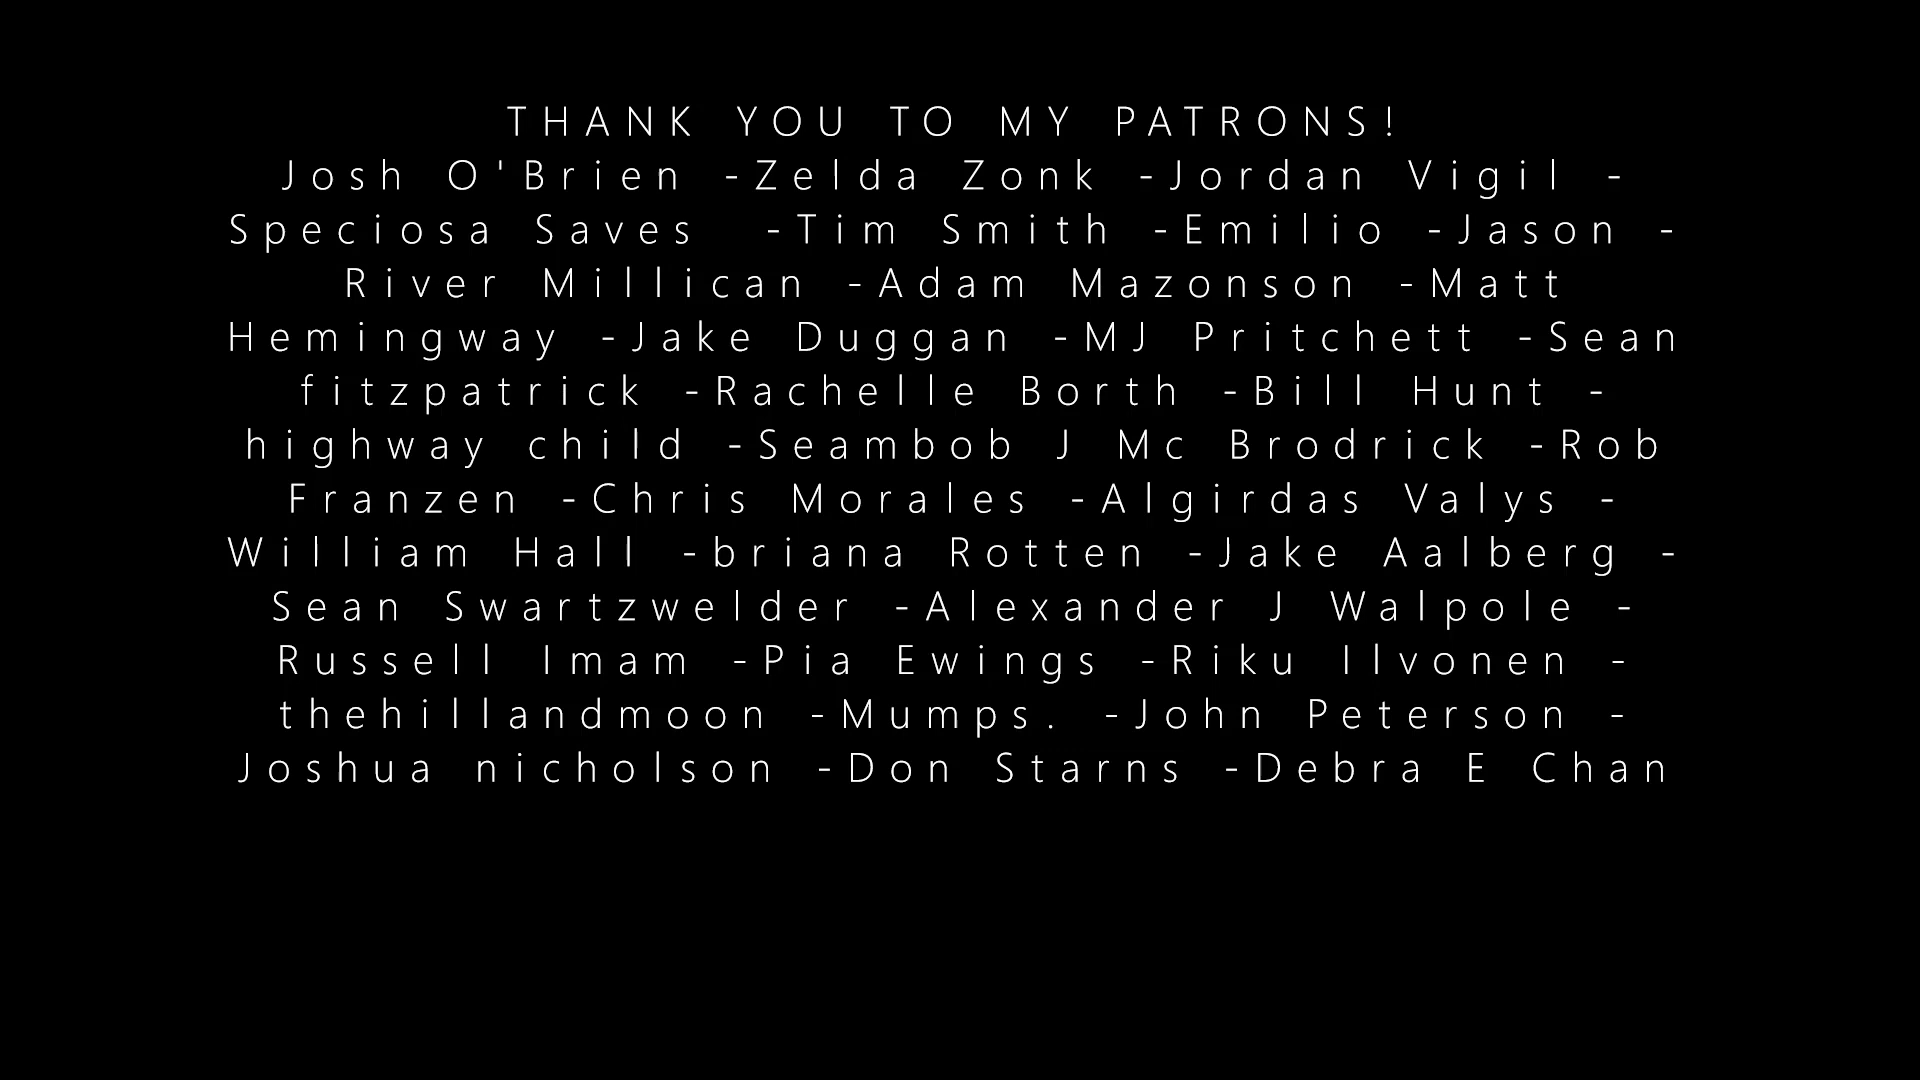 THANK YOU TO MY PATRONS!
Josh O'Brien -Zelda Zonk -Jordan Vigil -
Speciosa Saves -Tim Smith -Emilio -Jason -
River Millican -Adam Mazonson -Matt
Hemingway -Jake Duggan -MJ Pritchett -Sean
fitzpatrick -Rachelle Borth -Bill Hunt -
highway child -Seambob J Mc Brodrick -Rob
Franzen -Chris Morales -Algirdas Valys -
William Hall -briana Rotten -Jake Aalberg -
Sean Swartzwelder -Alexander J Walpole -
Russell Imam -Pia Ewings -Riku Ilvonen -
thehillandmoon -Mumps. -John Peterson -
Joshua nicholson -Don Starns -Debra E Chan